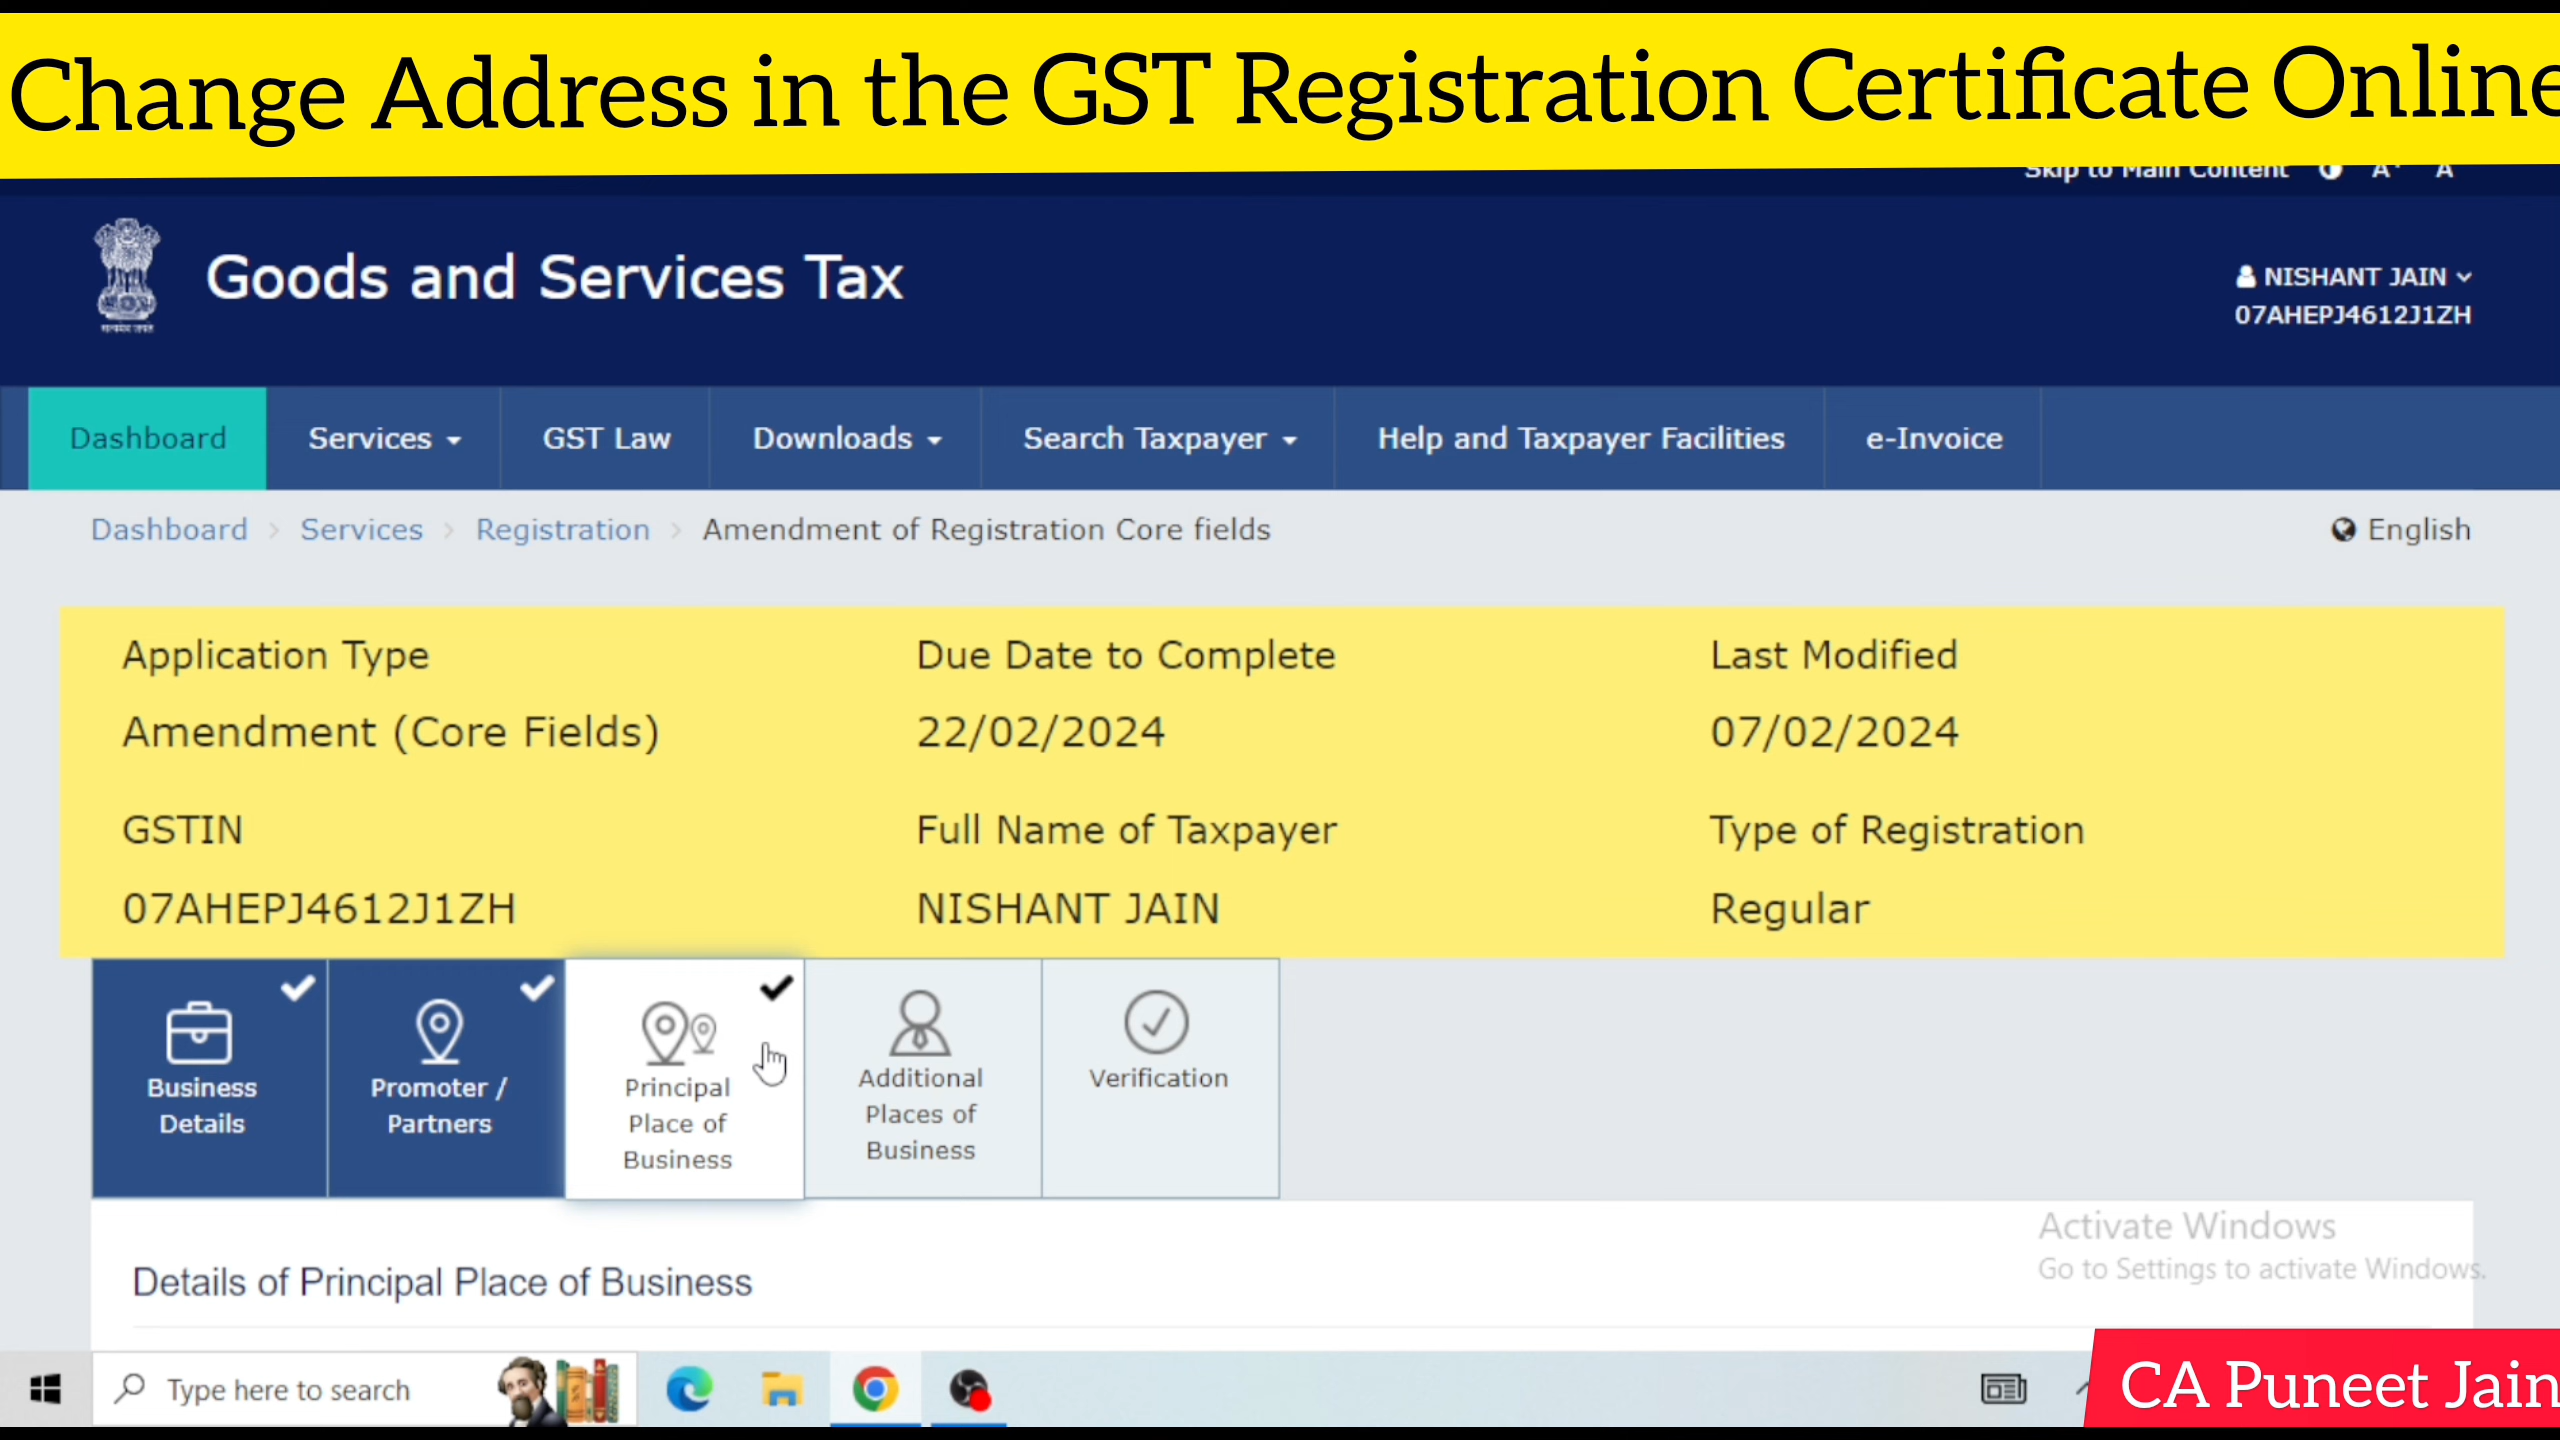 Change Address in the GST Registration Certificate Online
Skip to Main Content A+ A
Goods and Services Tax
NISHANT JAIN
07AHEPJ4612J1ZH
Dashboard Services GST Law Downloads Search Taxpayer Help and Taxpayer Facilities e-Invoice
Dashboard > Services > Registration > Amendment of Registration Core fields English
Application Type Due Date to Complete Last Modified
Amendment (Core Fields) 22/02/2024 07/02/2024
GSTIN Full Name of Taxpayer Type of Registration
07AHEPJ4612J1ZH NISHANT JAIN Regular
Business
Details
Promoter /
Partners
Principal
Place of
Business
Additional
Places of
Business
Verification
Activate Windows
Go to Settings to activate Windows.
Details of Principal Place of Business
Type here to search
CA Puneet Jain